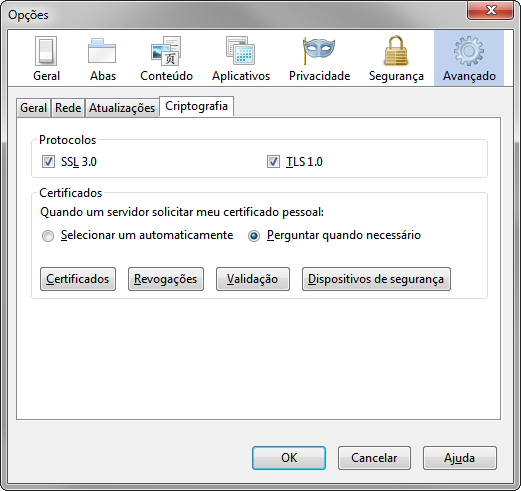 Opções
Geral Abas Conteúdo Aplicativos Privacidade Segurança Avançado
Geral Rede Atualizações Criptografia
Protocolos
SSL 3.0 TLS 1.0
Certificados
Quando um servidor solicitar meu certificado pessoal:
Selecionar um automaticamente Perguntar quando necessário
Certificados Revogações Validação Dispositivos de segurança
OK Cancelar Ajuda